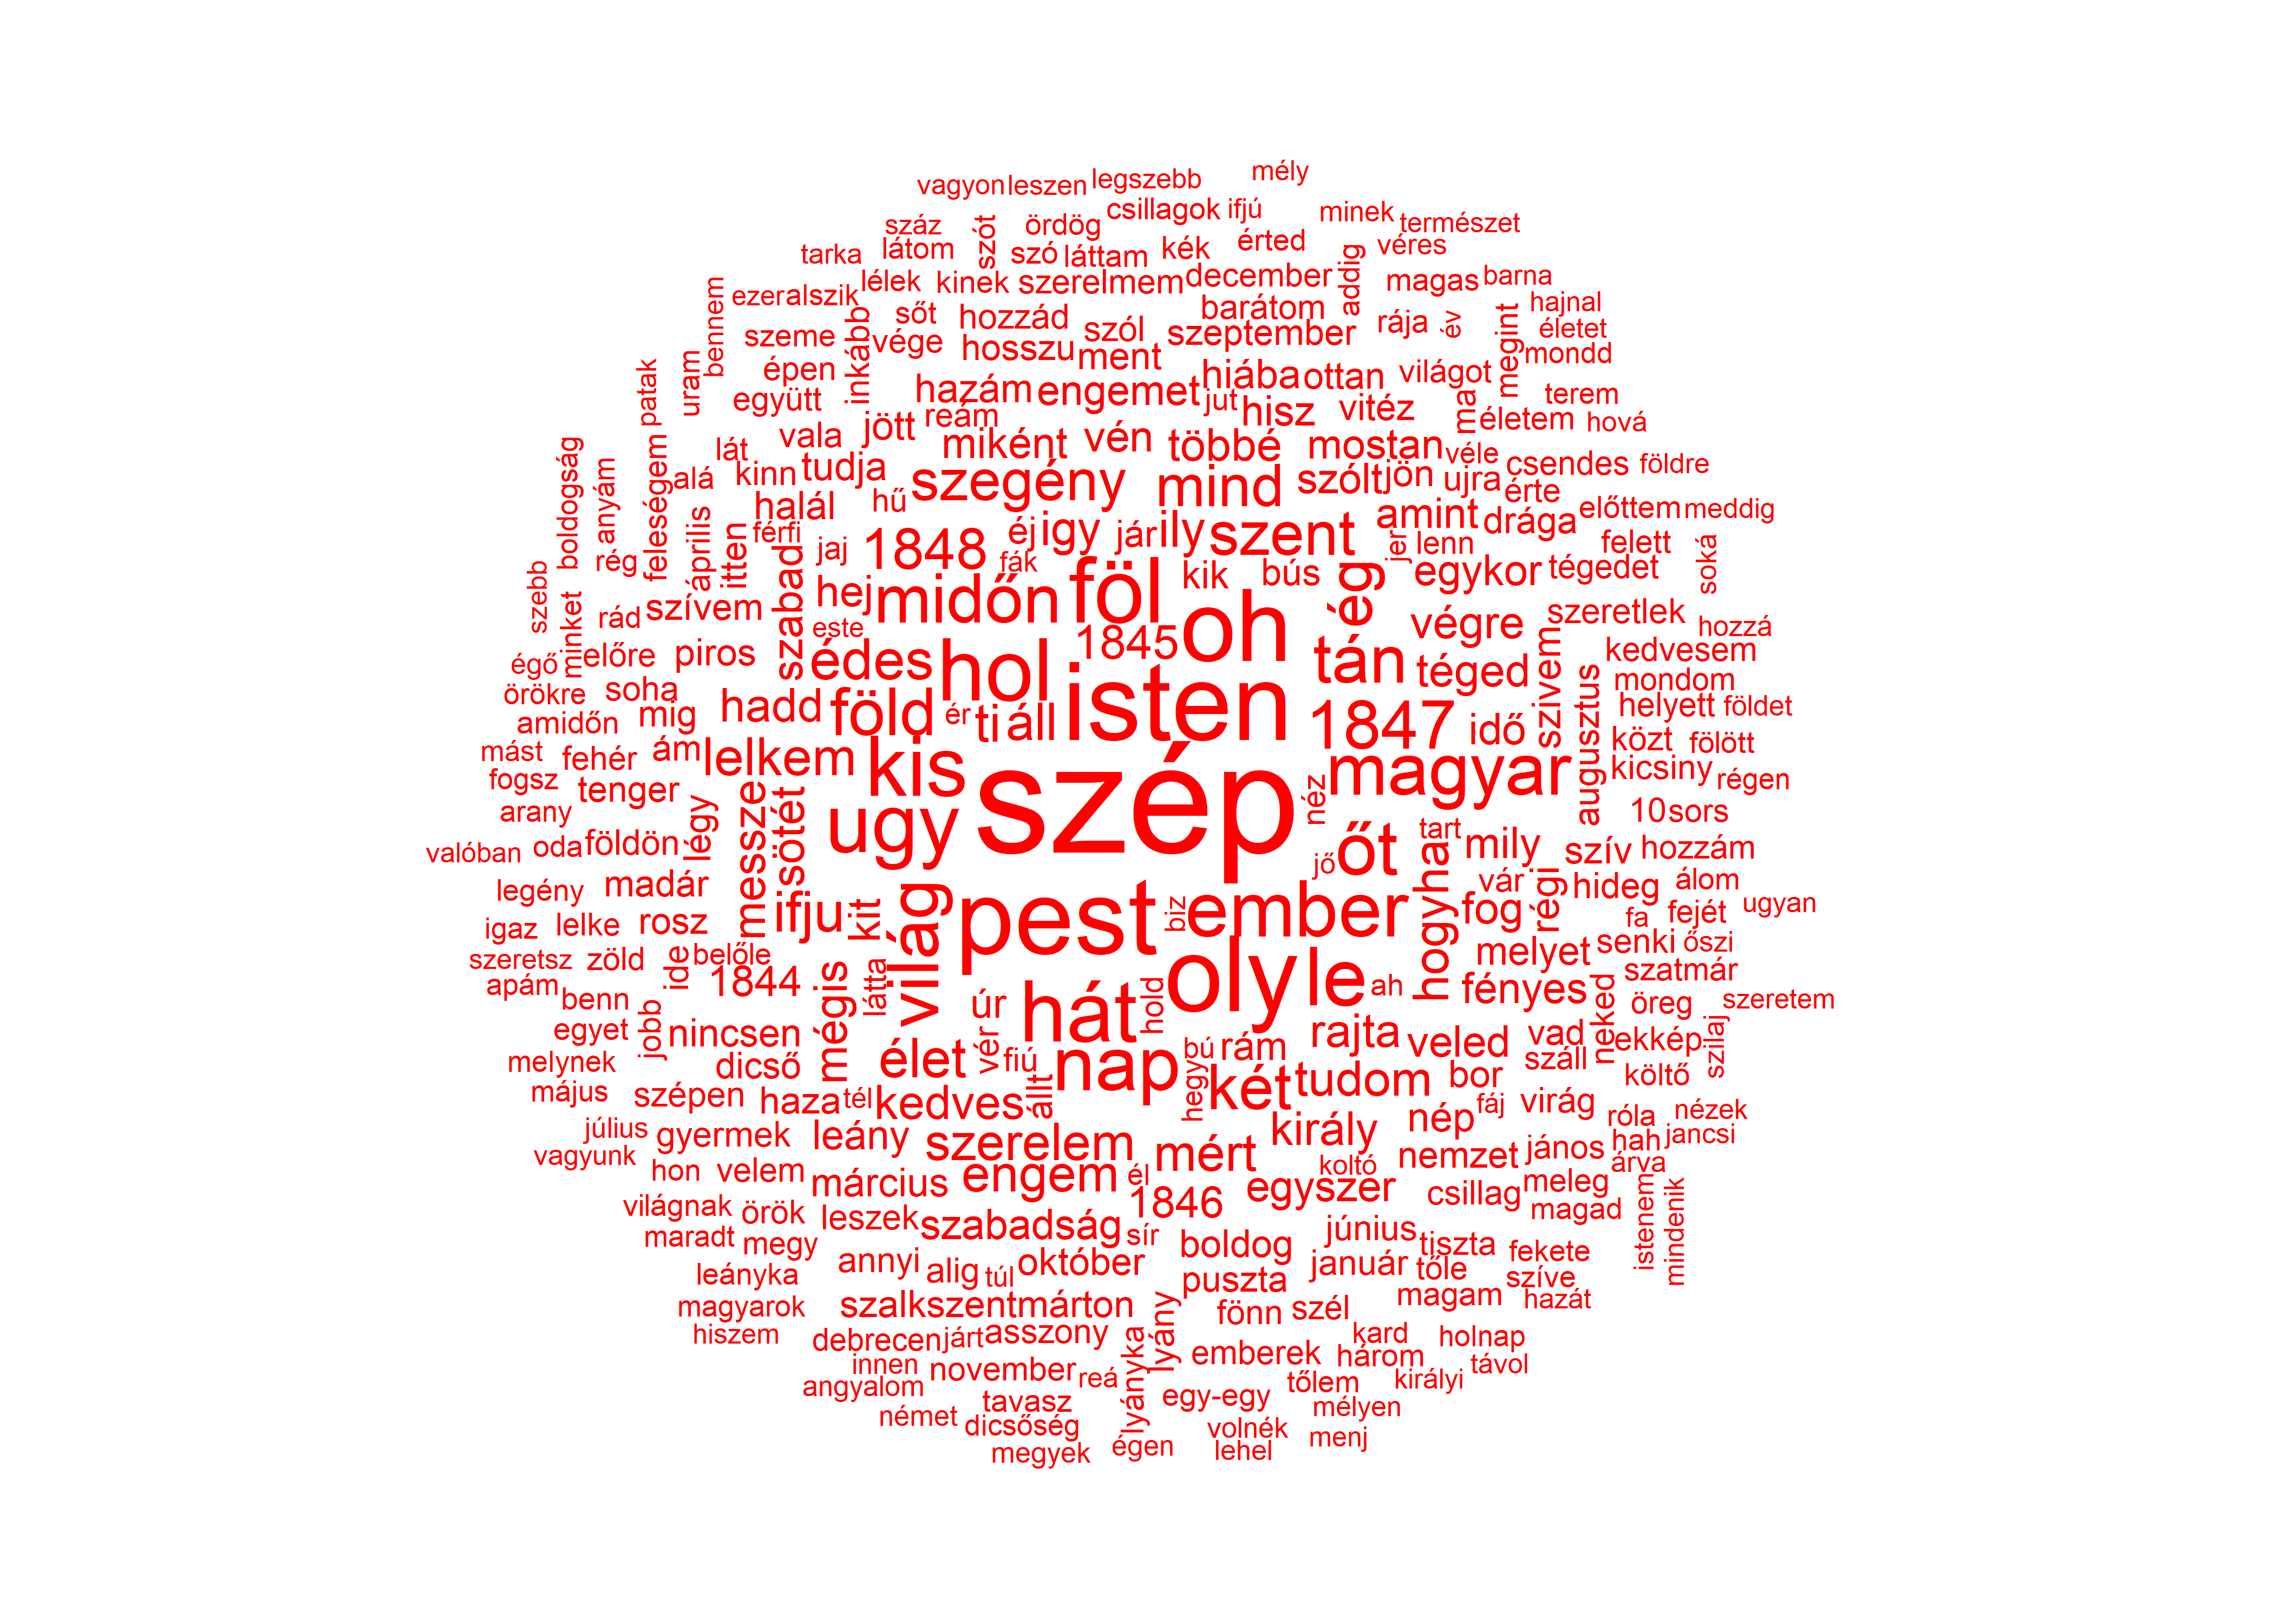 mély
vagyon leszen legszebb
csillagok ifjú minek
száz szót ördög természet
tarka látom szó láttam kék érted addig véres
lélek kinek szerelmem december magas barna
bennem ezer alszik inkább sőt hozzád barátom rája év megint hajnal
szeme vége hosszu szól szeptember életet
patak uram épen ment hiába ottan világot mondd
együtt hazám engemet jut hisz vitéz ma terem
reám jött életem hová
boldogság anyám feleségem lát vala miként vén többé mostan véle csendes földre
alá kinn tudja szegény mind szólt jön ujra érte
rég április itten halál hű szent amint drága előttem meddig
férfi szabad jaj 1848 éj igy jár ily jer lenn felett soká
szebb minket fák föl kik bús ég egykor tégedet
rád szívem hej midőn oh végre szeretlek hozzá
este 1845
égő előre piros édes hol tán téged szivem kedvesem
örökre soha isten augusztus mondom
amidőn mig hadd föld ér ti áll 1847 idő helyett földet
mást fehér ám lelkem kis magyar közt fölött
fogsz tenger messze sötét néz kicsiny régen
arany légy ugy szép 10 sors
valóban oda földön őt tart mily szív hozzám
legény madár jő hogyha vár régi hideg álom
igaz lelke rosz ifju kit világ pest biz ember fog fa fejét ugyan
szeretsz zöld ide belőle melyet senki őszi
apám 1844 mégis látta oly le ah fényes neked szatmár
benn jobb úr hát hold öreg szeretem
egyet nincsen vér rajta veled vad ekkép szilaj
melynek dicső élet fiú nap bú rám száll
május szépen haza tél kedves állt hegy két tudom bor költő
fáj virág nézek
július gyermek leány szerelem király nép róla jancsi
vagyunk hon velem mért nemzet jános hah árva
március engem él koltó csillag meleg istenem mindenik
világnak örök leszek szabadság 1846 egyszer magad
maradt megy sír boldog június tiszta fekete
leányka annyi alig túl október puszta január tőle szíve
magyarok szalkszentmárton fönn szél magam hazát
hiszem debrecen járt asszony lyányka lyány kard holnap
innen november reá emberek három távol
angyalom tavasz egy-egy tőlem királyi
német dicsőség volnék mélyen
megyek égen lehel menj